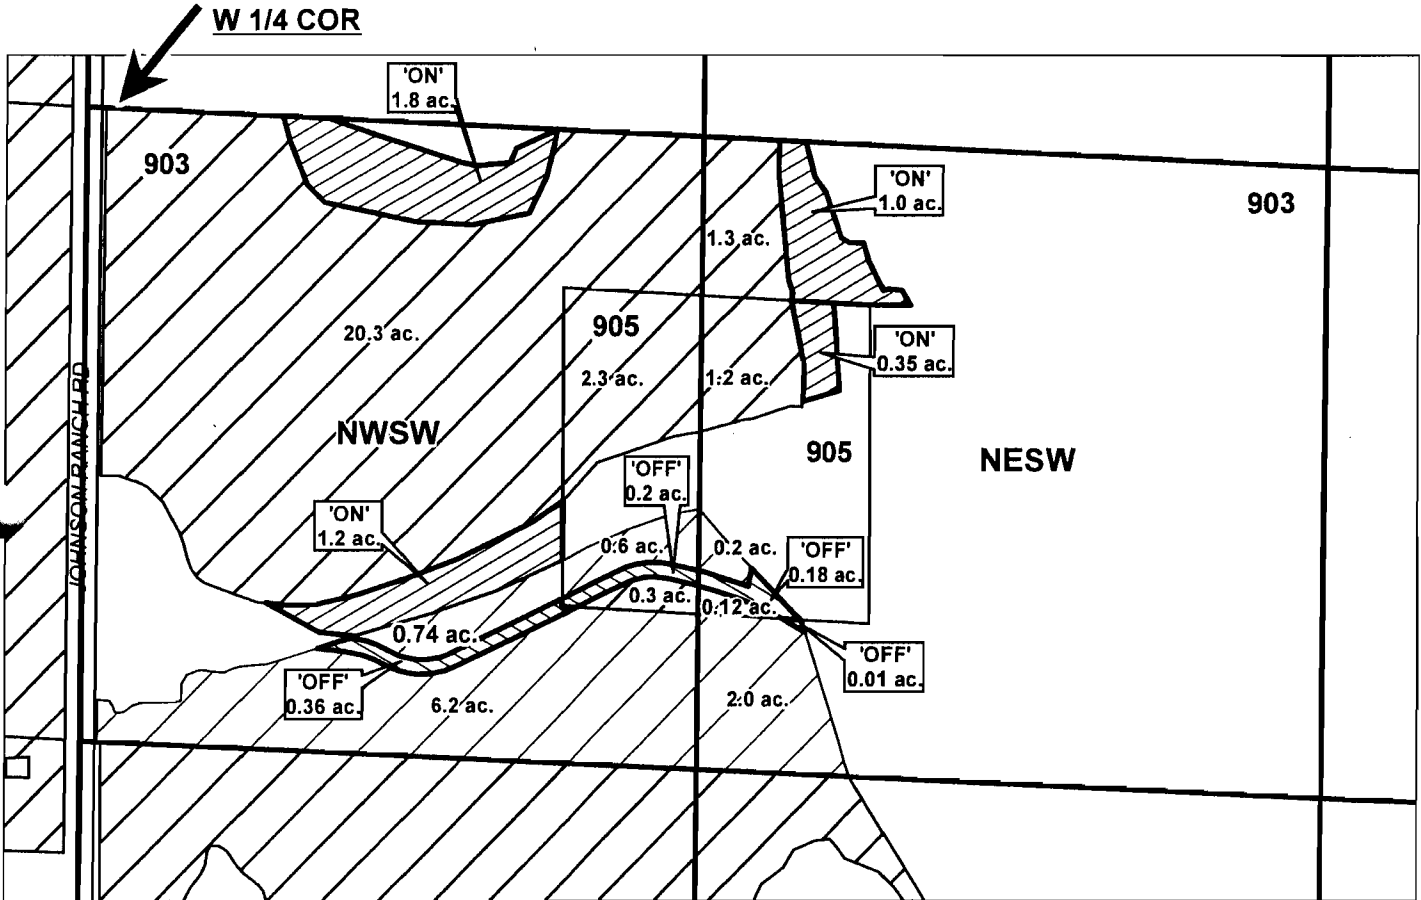 W 1/4 COR
'ON'
1.8 ac.
903
'ON'
1.0 ac.
903
1.3 ac.
905
20.3 ac.
'ON'
0.35 ac.
2.3 ac.
1.2 ac.
NWSW
905
NESW
'OFF'
0.2 ac.
JOHNSON RANCH RD
'ON'
1.2 ac.
0.6 ac.
0.2 ac.
'OFF'
0.18 ac.
0.3 ac.
0.12 ac.
0.74 ac.
'OFF'
0.01 ac.
'OFF'
0.36 ac.
6.2 ac.
2.0 ac.